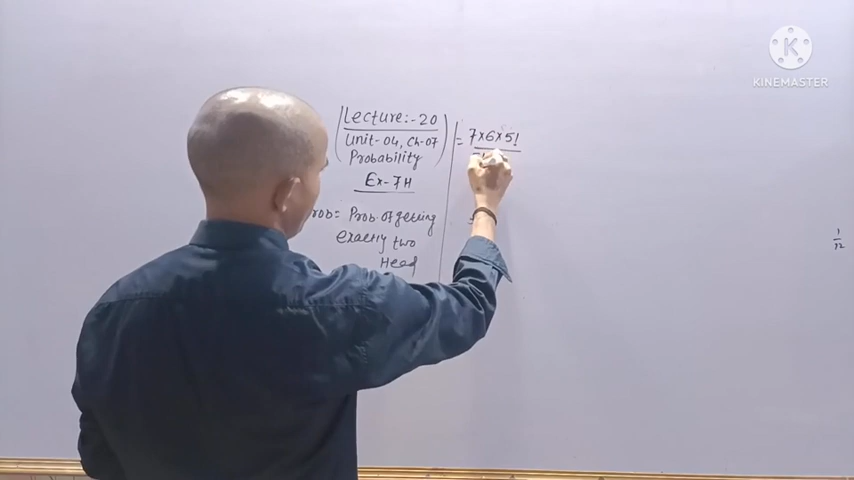 Lecture:-20
Unit-04, Ch-07
Probability
Ex-7H
rob= Prob. of getting
exactly two
Head
= 7×6×5!
KINEMASTER